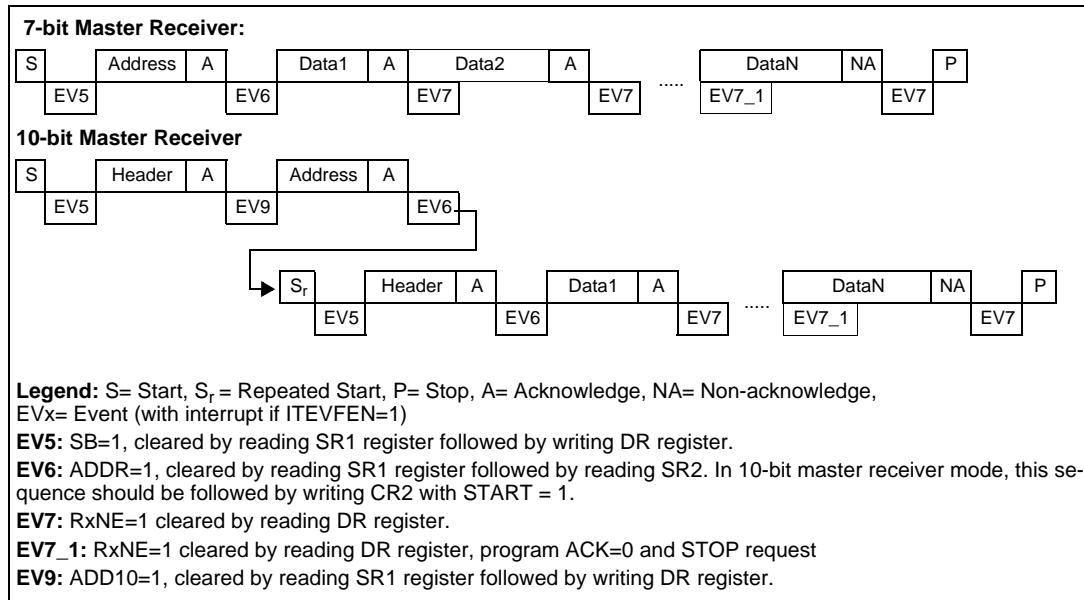 7-bit Master Receiver:
S Address A Data1 A Data2 A ..... DataN NA P
EV5 EV6 EV7 EV7 EV7_1 EV7
10-bit Master Receiver
S Header A Address A
EV5 EV9 EV6
Sr Header A Data1 A ..... DataN NA P
EV5 EV6 EV7 EV7_1 EV7
Legend: S= Start, Sr = Repeated Start, P= Stop, A= Acknowledge, NA= Non-acknowledge,
EVx= Event (with interrupt if ITEVFEN=1)
EV5: SB=1, cleared by reading SR1 register followed by writing DR register.
EV6: ADDR=1, cleared by reading SR1 register followed by reading SR2. In 10-bit master receiver mode, this se-
quence should be followed by writing CR2 with START = 1.
EV7: RxNE=1 cleared by reading DR register.
EV7_1: RxNE=1 cleared by reading DR register, program ACK=0 and STOP request
EV9: ADD10=1, cleared by reading SR1 register followed by writing DR register.